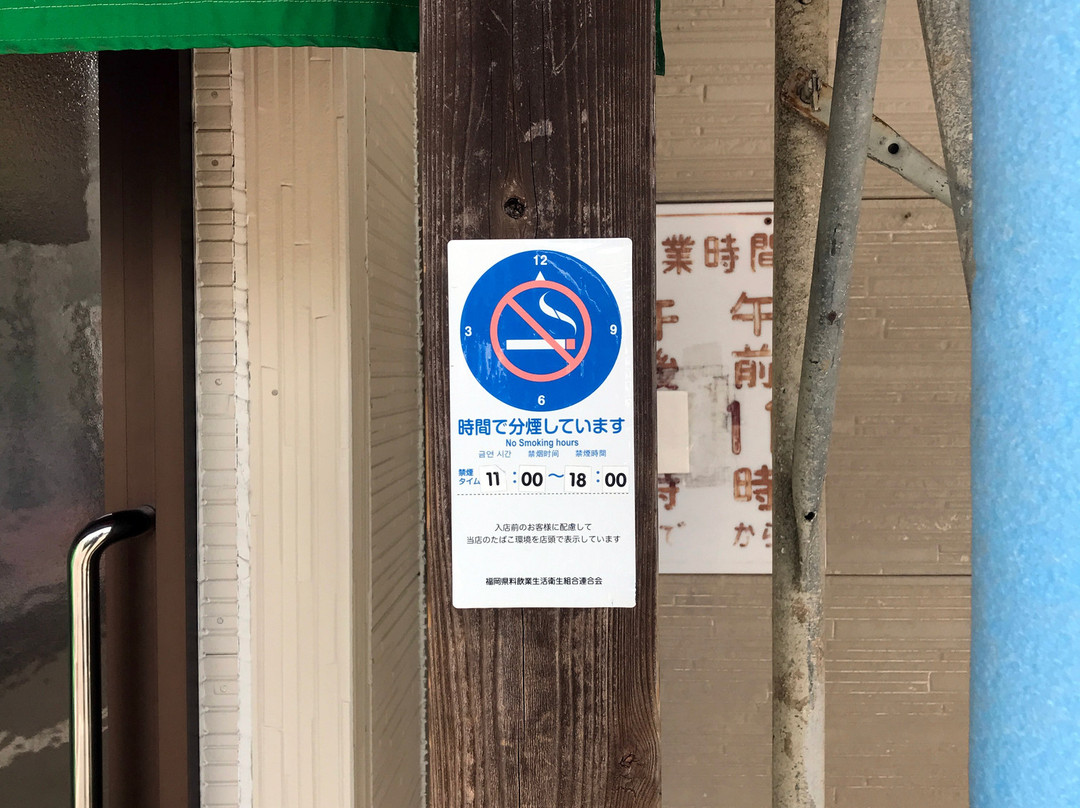 12
3
9
6
時間で分煙しています
No Smoking hours
금연 시간 禁烟时间 禁煙時間
禁煙タイム 11:00〜18:00
入店前のお客様に配慮して
当店のたばこ環境を店頭で表示しています
福岡県料飲業生活衛生組合連合会
業時間
午前1
時
から
午後
時
で